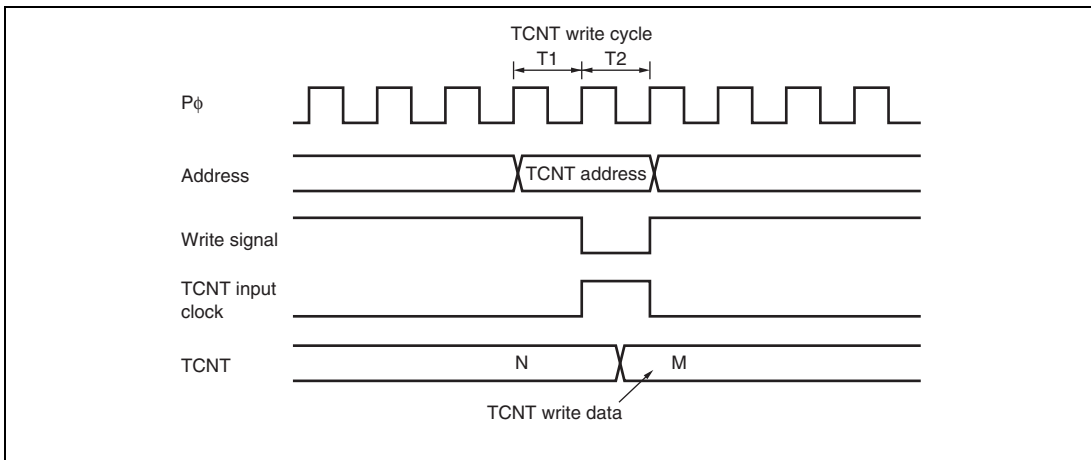 TCNT write cycle
T1 T2
Pϕ
Address
TCNT address
Write signal
TCNT input
clock
TCNT
N
M
TCNT write data